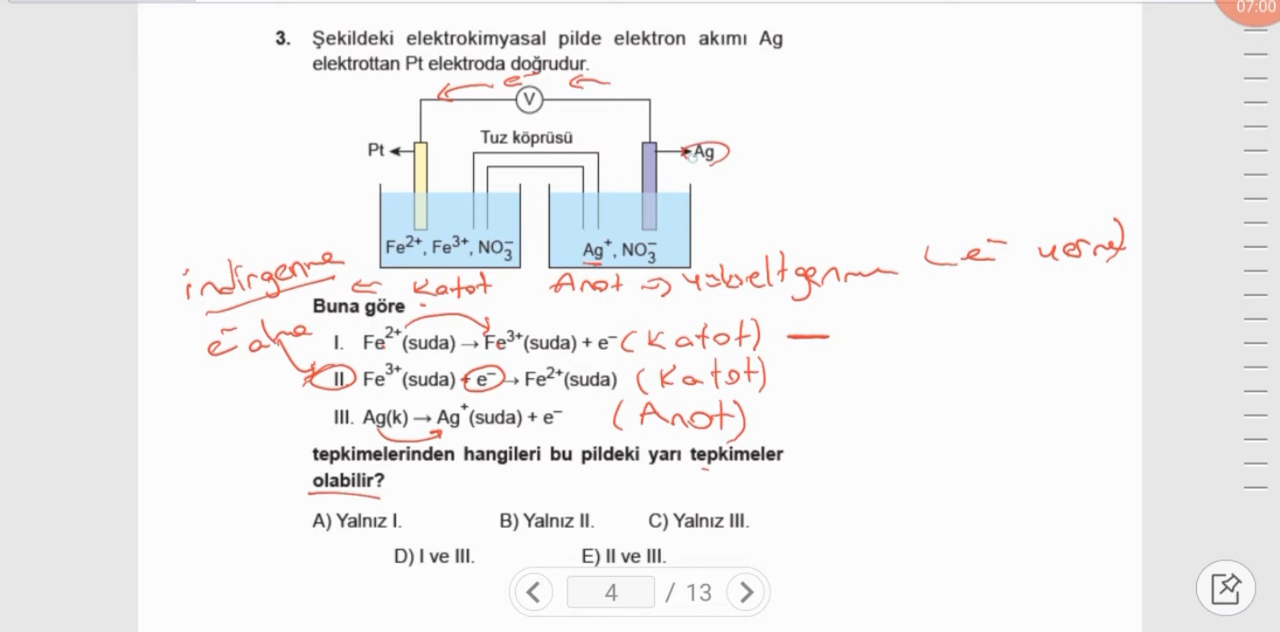 07:00
3. Şekildeki elektrokimyasal pilde elektron akımı Ag
elektrottan Pt elektroda doğrudur.
e⁻
V
Tuz köprüsü
Pt
Ag
Fe²⁺, Fe³⁺, NO₃⁻
Ag⁺, NO₃⁻
indirgenme ← Katot
Anot ⇒ yükseltgenme
e⁻
Buna göre
e⁻ alma
I. Fe²⁺(suda) → Fe³⁺(suda) + e⁻ (Katot) —
II. Fe³⁺(suda) + e⁻ → Fe²⁺(suda) (Katot)
III. Ag(k) → Ag⁺(suda) + e⁻ (Anot)
tepkimelerinden hangileri bu pildeki yarı tepkimeler
olabilir?
A) Yalnız I. B) Yalnız II. C) Yalnız III.
D) I ve III. E) II ve III.
4 / 13